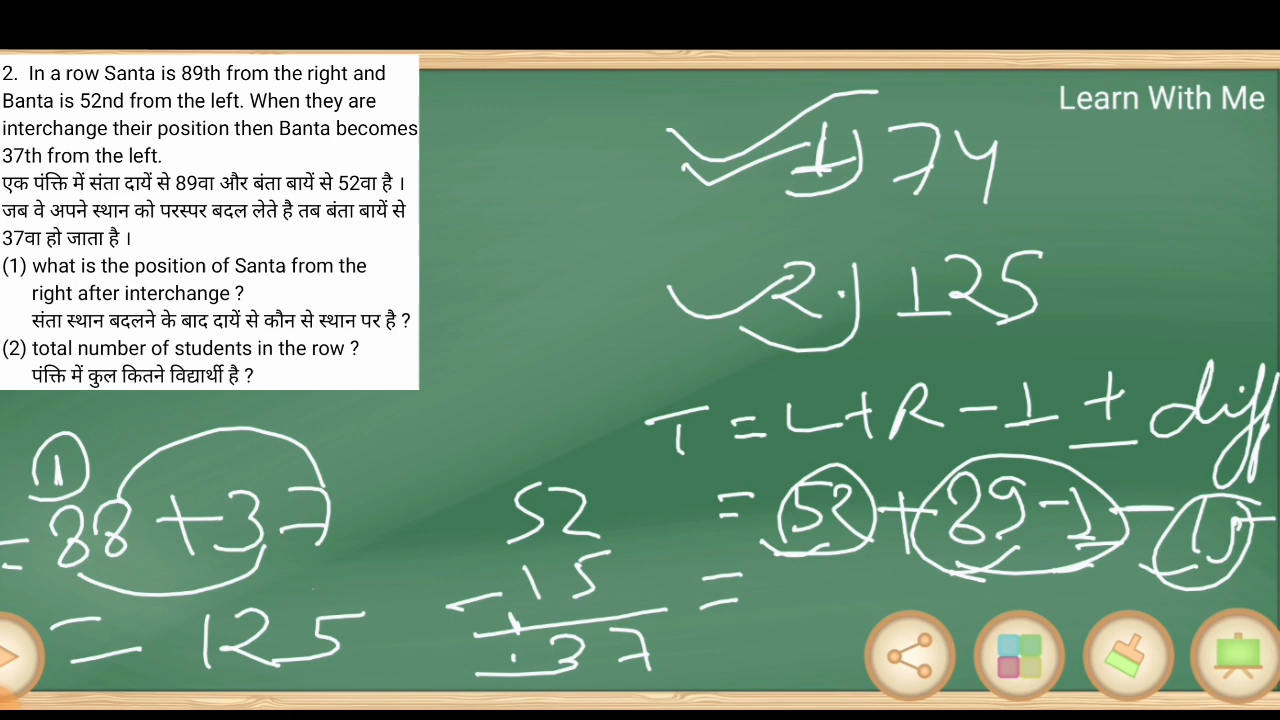 2. In a row Santa is 89th from the right and
Banta is 52nd from the left. When they are
interchange their position then Banta becomes
37th from the left.
एक पंक्ति में संता दायें से 89वा और बंता बायें से 52वा है ।
जब वे अपने स्थान को परस्पर बदल लेते है तब बंता बायें से
37वा हो जाता है ।
(1) what is the position of Santa from the
right after interchange ?
संता स्थान बदलने के बाद दायें से कौन से स्थान पर है ?
(2) total number of students in the row ?
पंक्ति में कुल कितने विद्यार्थी है ?
Learn With Me
1) 74
2.) 125
T = L + R - 1 + diff
= 52 + 89 - 1 - 15
=
1
= 88 + 37
= 125
52
- 15
37